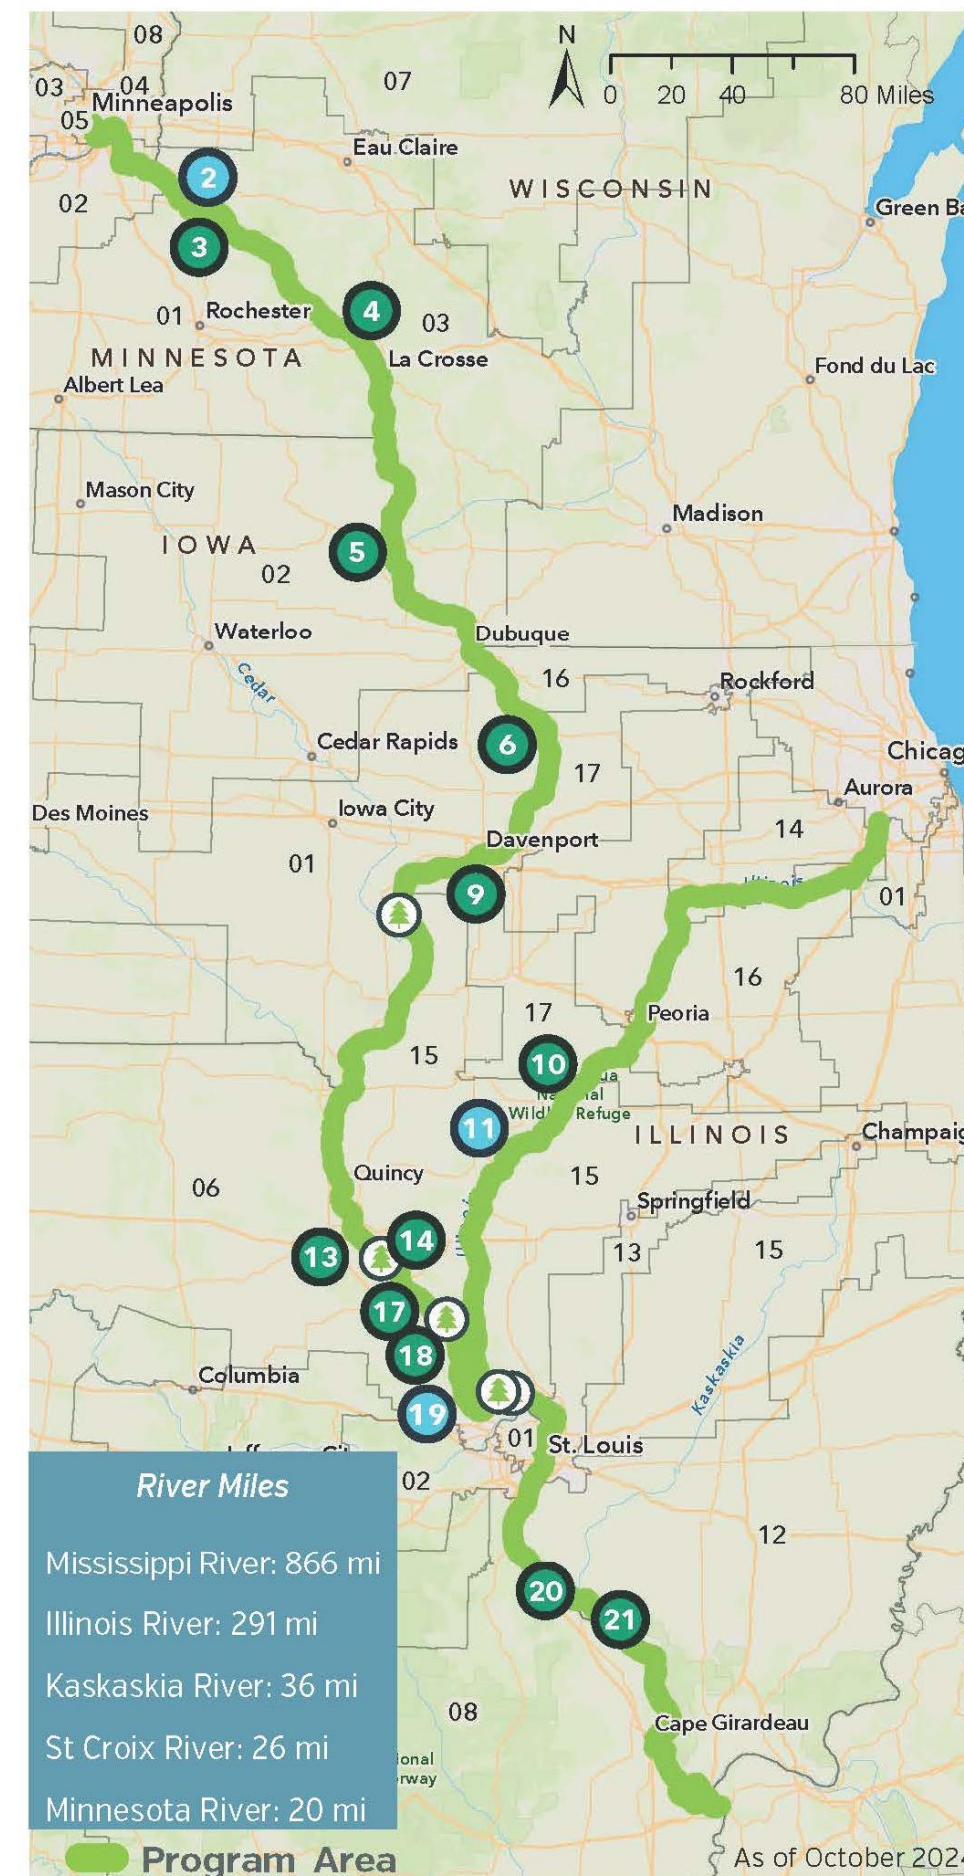 08
N
03
04
07
0 20 40 80 Miles
Minneapolis
05
Eau Claire
2
WISCONSIN
02
Green Ba
3
4
01
Rochester
03
MINNESOTA
La Crosse
Fond du Lac
Albert Lea
Mason City
Madison
IOWA
5
02
Waterloo
Dubuque
Cedar
16
Rockford
Cedar Rapids
6
Chicag
17
Aurora
Iowa City
Des Moines
Davenport
14
01
Illinois
9
01
16
17
Peoria
15
10
ua
Wildl Refuge
11
ILLINOIS
Champaig
Quincy
15
06
Springfield
14
13
13
15
17
18
Kaskaskia
Columbia
19
01
St. Louis
02
River Miles
12
Mississippi River: 866 mi
20
Illinois River: 291 mi
21
Kaskaskia River: 36 mi
08
Cape Girardeau
St Croix River: 26 mi
ional
rway
Minnesota River: 20 mi
Program Area
As of October 2024